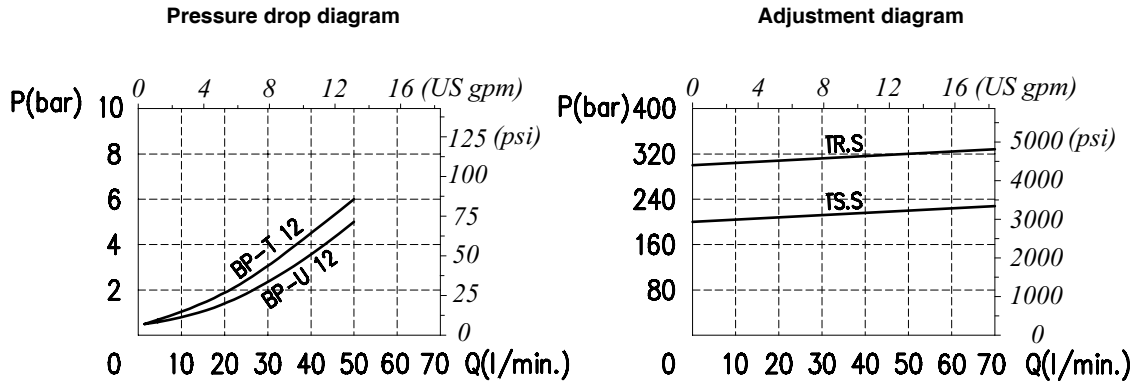 Pressure drop diagram
0 4 8 12 16 (US gpm)
P(bar)
10
8
6
4
2
0
125 (psi)
100
75
50
25
0
BP-T 12
BP-U 12
10 20 30 40 50 60 70 Q(l/min.)
Adjustment diagram
0 4 8 12 16 (US gpm)
P(bar)
400
320
240
160
80
0
5000 (psi)
4000
3000
2000
1000
0
TR.S
TS.S
10 20 30 40 50 60 70 Q(l/min.)